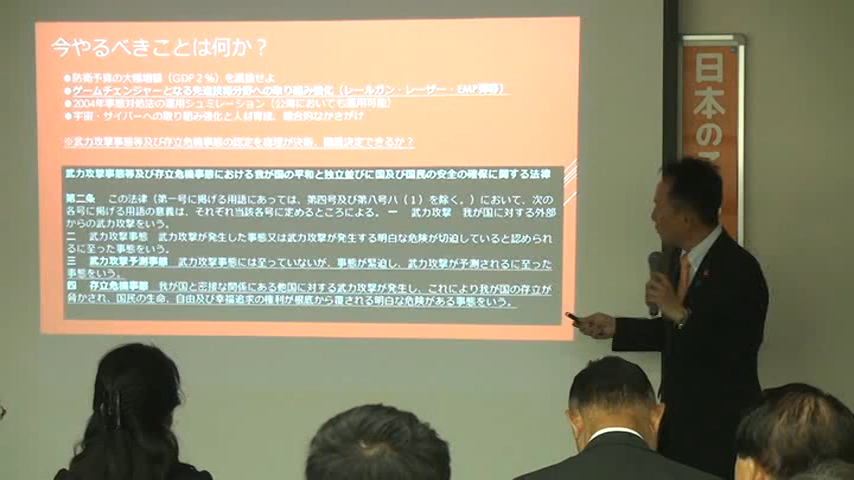 今やるべきことは何か？
●防衛予算の大幅増額（GDP2％）を議論せよ
●ゲームチェンジャーとなる先進技術分野への取り組み強化（レールガン・レーザー・EMP弾等）
●2004年事態対処法の運用シュミレーション（公海においても適用可能）
●宇宙・サイバーへの取り組み強化と人材育成、総合的なかさがけ
※武力攻撃事態等及び存立危機事態の認定を総理が決断、閣議決定できるか？
武力攻撃事態等及び存立危機事態における我が国の平和と独立並びに国及び国民の安全の確保に関する法律
第二条　この法律（第一号に掲げる用語にあっては、第四号及び第八号ハ（１）を除く。）において、次の
各号に掲げる用語の意義は、それぞれ当該各号に定めるところによる。一　武力攻撃　我が国に対する外部
からの武力攻撃をいう。
二　武力攻撃事態　武力攻撃が発生した事態又は武力攻撃が発生する明白な危険が切迫していると認められ
るに至った事態をいう。
三　武力攻撃予測事態　武力攻撃事態には至っていないが、事態が緊迫し、武力攻撃が予測されるに至った
事態をいう。
四　存立危機事態　我が国と密接な関係にある他国に対する武力攻撃が発生し、これにより我が国の存立が
脅かされ、国民の生命、自由及び幸福追求の権利が根底から覆される明白な危険がある事態をいう。
日本の